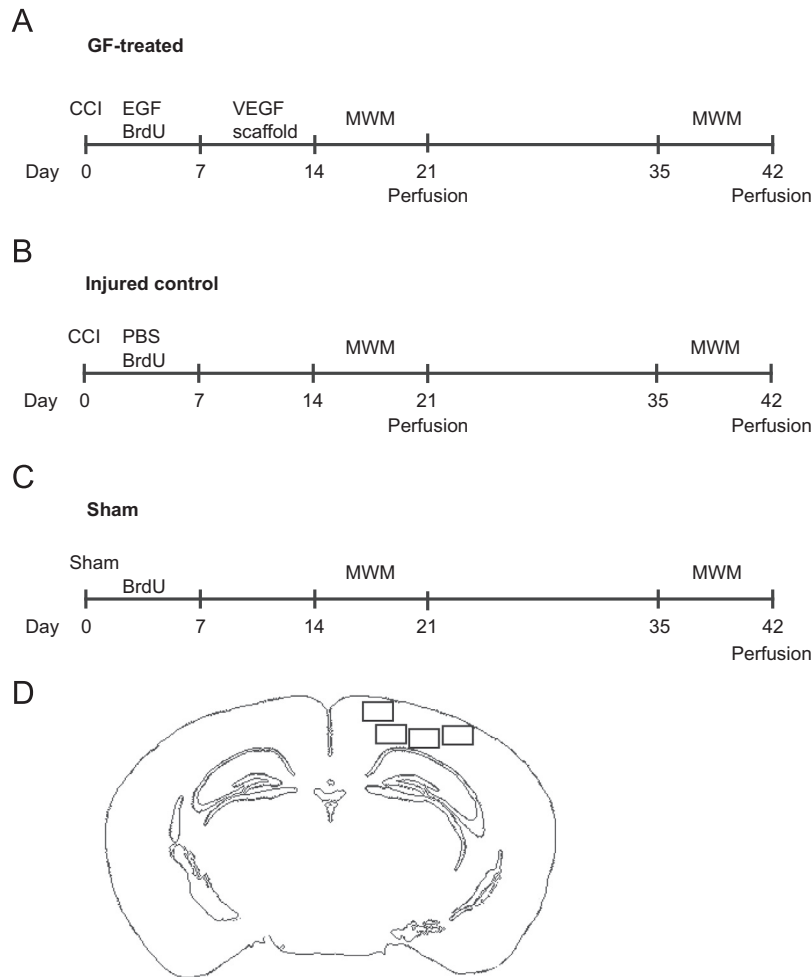 A
GF-treated
CCI EGF VEGF MWM MWM
BrdU scaffold
Day 0 7 14 21 35 42
Perfusion Perfusion
B
Injured control
CCI PBS MWM MWM
BrdU
Day 0 7 14 21 35 42
Perfusion Perfusion
C
Sham
Sham MWM MWM
BrdU
Day 0 7 14 21 35 42
Perfusion
D